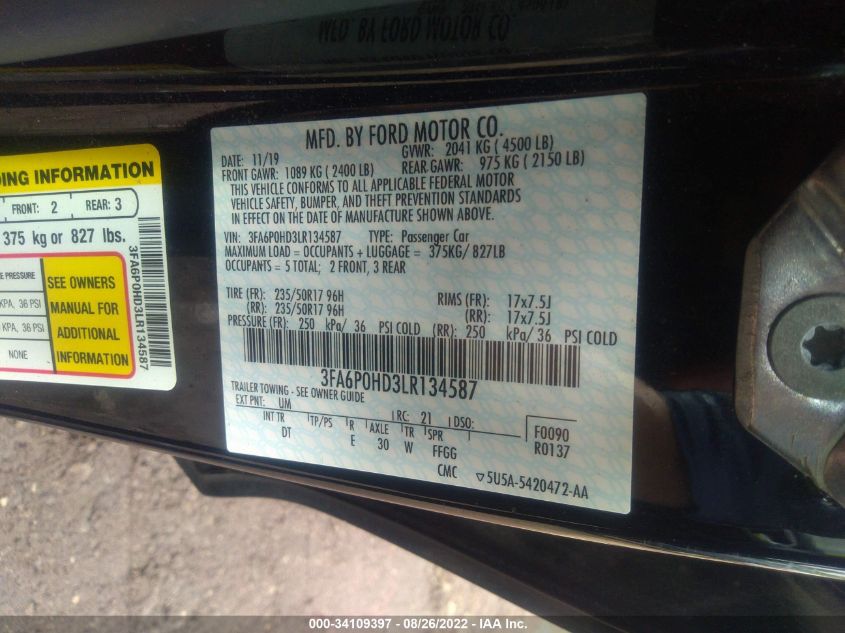 MFD. BY FORD MOTOR CO.
DING INFORMATION
FRONT: 2 REAR: 3
375 kg or 827 lbs.
E PRESSURE
KPA, 36 PSI
KPA, 36 PSI
NONE
SEE OWNERS
MANUAL FOR
ADDITIONAL
INFORMATION
3FA6P0HD3LR134587
MFD. BY FORD MOTOR CO.
DATE: 11/19 GVWR: 2041 KG ( 4500 LB)
FRONT GAWR: 1089 KG ( 2400 LB) REAR GAWR: 975 KG ( 2150 LB)
THIS VEHICLE CONFORMS TO ALL APPLICABLE FEDERAL MOTOR
VEHICLE SAFETY, BUMPER, AND THEFT PREVENTION STANDARDS
IN EFFECT ON THE DATE OF MANUFACTURE SHOWN ABOVE.
VIN: 3FA6P0HD3LR134587 TYPE: Passenger Car
MAXIMUM LOAD = OCCUPANTS + LUGGAGE = 375KG/ 827LB
OCCUPANTS = 5 TOTAL; 2 FRONT, 3 REAR
TIRE (FR): 235/50R17 96H RIMS (FR): 17x7.5J
(RR): 235/50R17 96H (RR): 17x7.5J
PRESSURE (FR): 250 kPa/ 36 PSI COLD (RR): 250 kPa/ 36 PSI COLD
3FA6P0HD3LR134587
TRAILER TOWING - SEE OWNER GUIDE
EXT PNT: UM RC: 21 DSO: F0090
INT TR TP/PS R AXLE TR SPR R0137
DT E 30 W FFGG
CMC ▽5U5A-5420472-AA
000-34109397 - 08/26/2022 - IAA Inc.